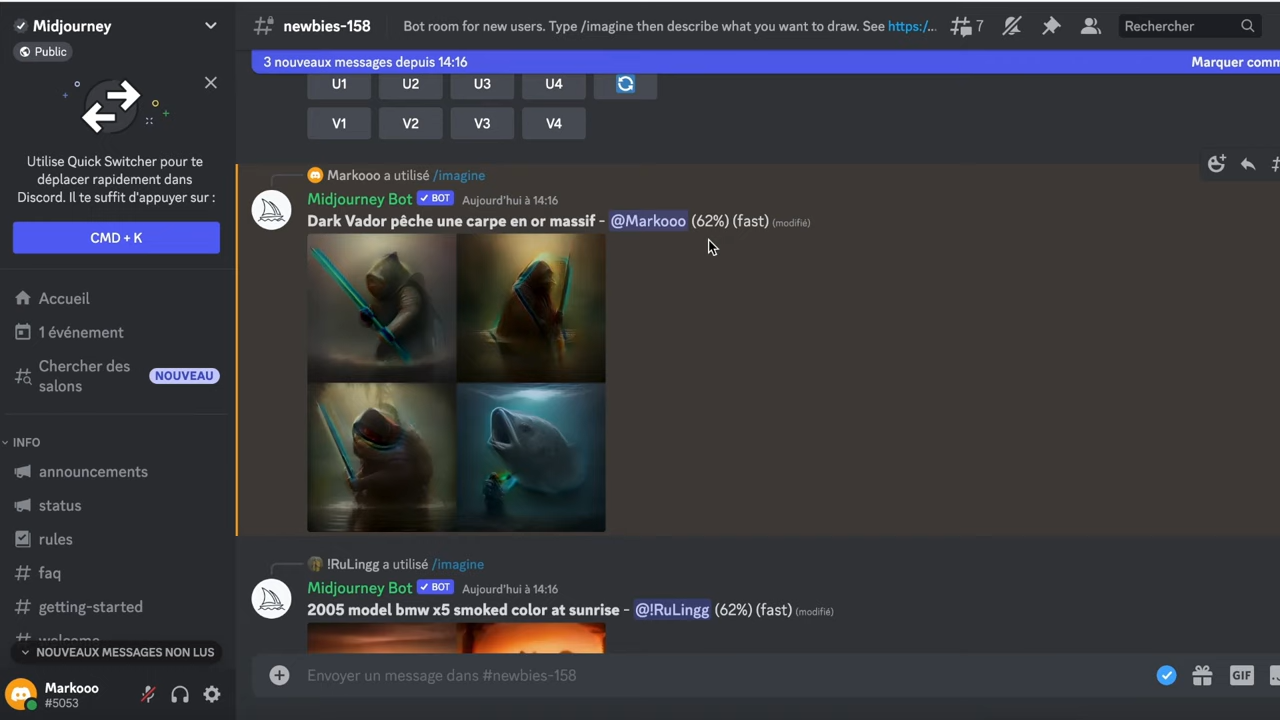 Midjourney
Public
Utilise Quick Switcher pour te
déplacer rapidement dans
Discord. Il te suffit d'appuyer sur :
CMD + K
Accueil
1 événement
Chercher des
salons
NOUVEAU
INFO
announcements
status
rules
faq
getting-started
welcome
NOUVEAUX MESSAGES NON LUS
Markooo
#5053
newbies-158
Bot room for new users. Type /imagine then describe what you want to draw. See https:/...
7
Rechercher
3 nouveaux messages depuis 14:16
Marquer comm
U1 U2 U3 U4
V1 V2 V3 V4
Markooo a utilisé /imagine
Midjourney Bot BOT Aujourd'hui à 14:16
Dark Vador pêche une carpe en or massif - @Markooo (62%) (fast) (modifié)
!RuLingg a utilisé /imagine
Midjourney Bot BOT Aujourd'hui à 14:16
2005 model bmw x5 smoked color at sunrise - @!RuLingg (62%) (fast) (modifié)
Envoyer un message dans #newbies-158
GIF